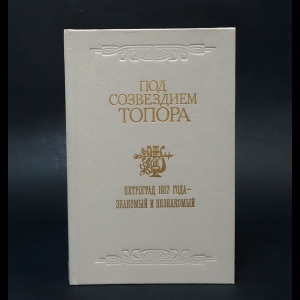 ПОД
СОЗВЕЗДИЕМ
ТОПОРА
ПЕТРОГРАД 1917 ГОДА—
ЗНАКОМЫЙ И НЕЗНАКОМЫЙ